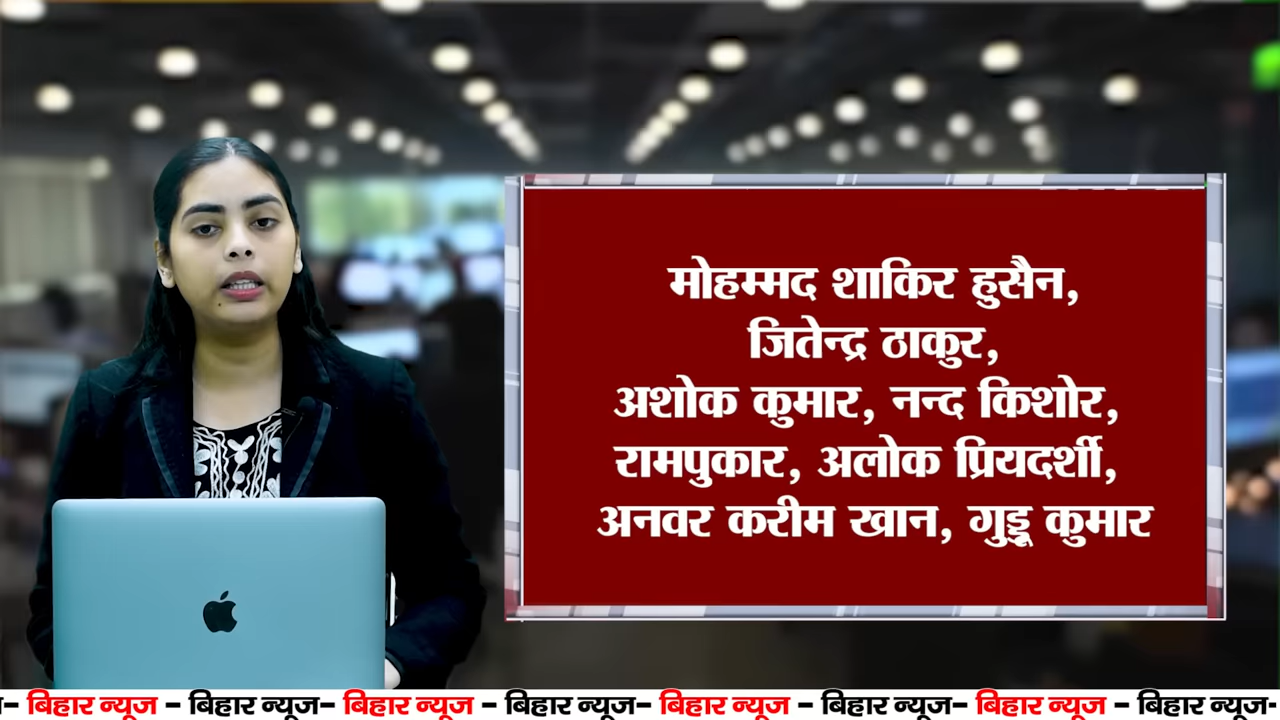 मोहम्मद शाकिर हुसैन,
जितेन्द्र ठाकुर,
अशोक कुमार, नन्द किशोर,
रामपुकार, अलोक प्रियदर्शी,
अनवर करीम खान, गुड्डू कुमार
– बिहार न्यूज – बिहार न्यूज– बिहार न्यूज – बिहार न्यूज– बिहार न्यूज – बिहार न्यूज– बिहार न्यूज – बिहार न्यूज-